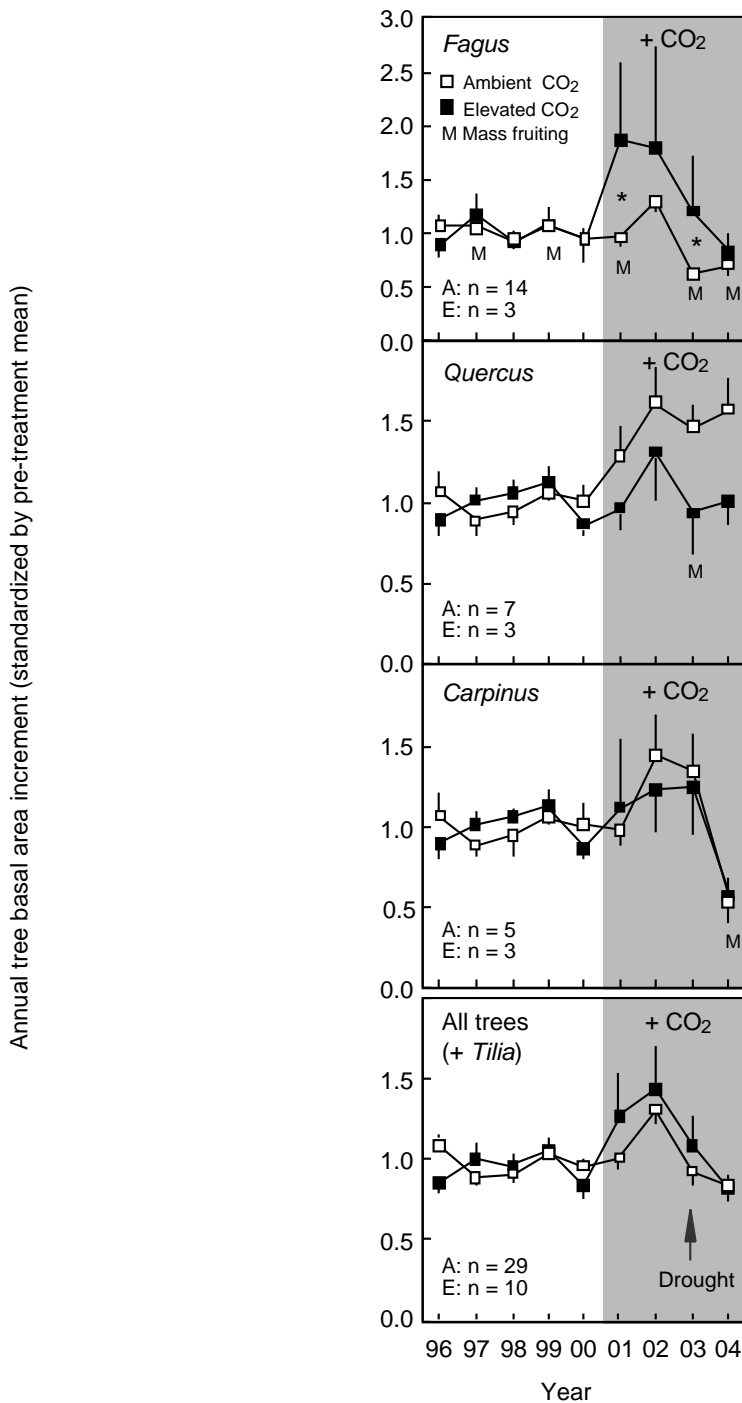 Annual tree basal area increment (standardized by pre-treatment mean)
3.0
2.5
2.0
1.5
1.0
0.5
0.0
Fagus
+ CO2
Ambient CO2
Elevated CO2
M Mass fruiting
*
*
M
M
M
M
M
A: n = 14
E: n = 3
1.5
1.0
0.5
0.0
Quercus
+ CO2
M
A: n = 7
E: n = 3
1.5
1.0
0.5
0.0
Carpinus
+ CO2
M
A: n = 5
E: n = 3
1.5
1.0
0.5
0.0
All trees
(+ Tilia)
+ CO2
Drought
A: n = 29
E: n = 10
96 97 98 99 00 01 02 03 04
Year